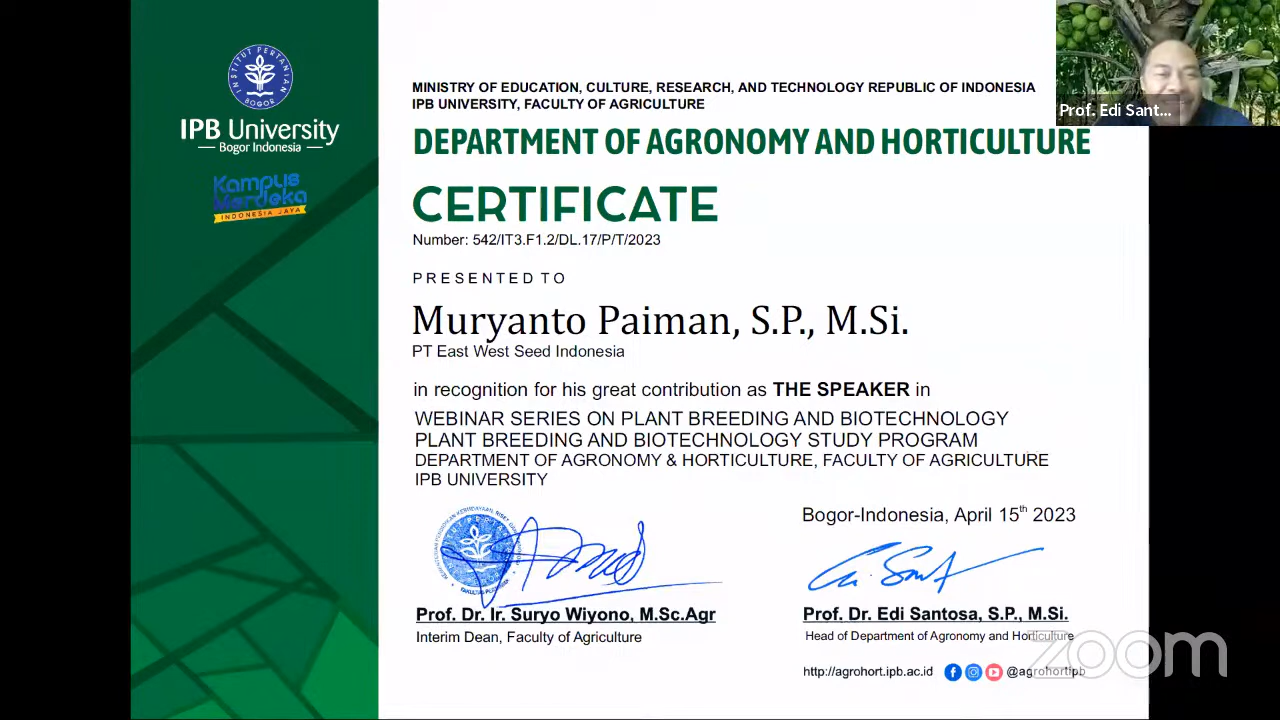 INSTITUT PERTANIAN
BOGOR
IPB University
Bogor Indonesia
Kampus
Merdeka
INDONESIA JAYA
Prof. Edi Sant...
MINISTRY OF EDUCATION, CULTURE, RESEARCH, AND TECHNOLOGY REPUBLIC OF INDONESIA
IPB UNIVERSITY, FACULTY OF AGRICULTURE
DEPARTMENT OF AGRONOMY AND HORTICULTURE
CERTIFICATE
Number: 542/IT3.F1.2/DL.17/P/T/2023
PRESENTED TO
Muryanto Paiman, S.P., M.Si.
PT East West Seed Indonesia
in recognition for his great contribution as THE SPEAKER in
WEBINAR SERIES ON PLANT BREEDING AND BIOTECHNOLOGY
PLANT BREEDING AND BIOTECHNOLOGY STUDY PROGRAM
DEPARTMENT OF AGRONOMY & HORTICULTURE, FACULTY OF AGRICULTURE
IPB UNIVERSITY
Bogor-Indonesia, April 15th 2023
Prof. Dr. Ir. Suryo Wiyono, M.Sc.Agr
Interim Dean, Faculty of Agriculture
Prof. Dr. Edi Santosa, S.P., M.Si.
Head of Department of Agronomy and Horticulture
http://agrohort.ipb.ac.id
@agrohortipb
zoom